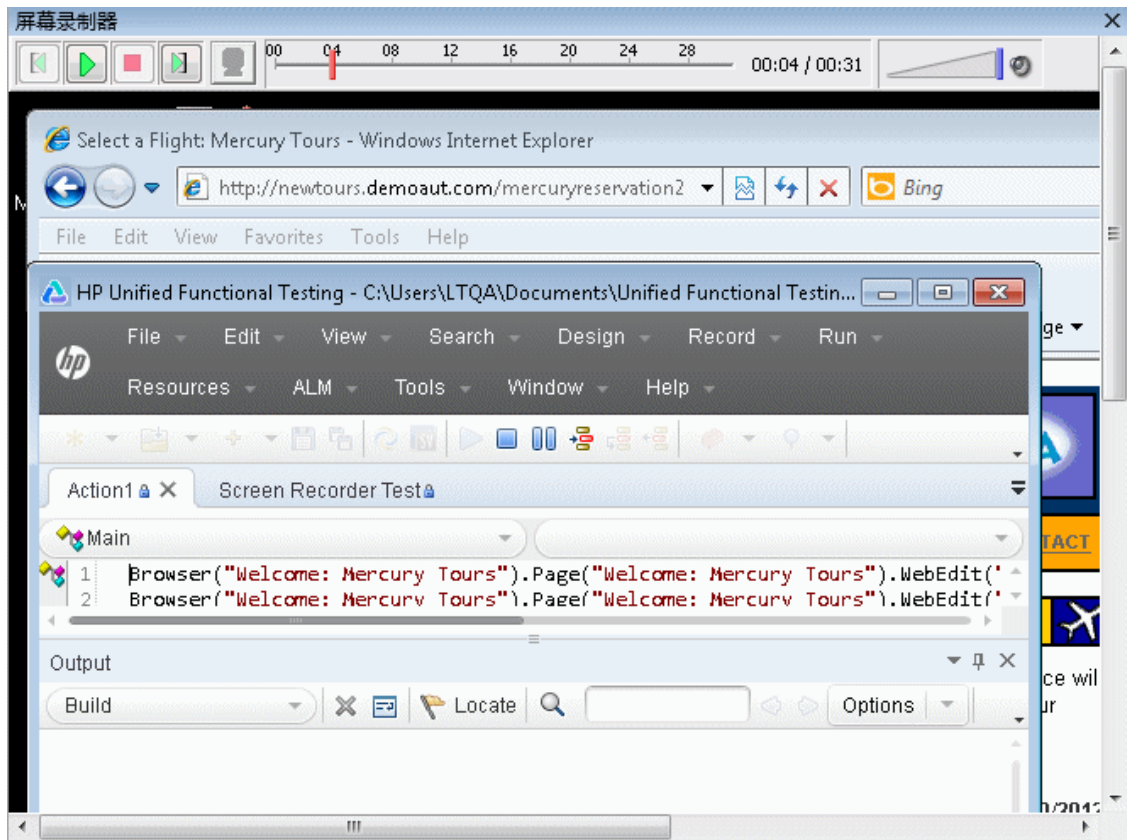 屏幕录制器
00 04 08 12 16 20 24 28
00:04 / 00:31
Select a Flight: Mercury Tours - Windows Internet Explorer
http://newtours.demoaut.com/mercuryreservation2
Bing
File Edit View Favorites Tools Help
HP Unified Functional Testing - C:\Users\LTQA\Documents\Unified Functional Testin...
File Edit View Search Design Record Run
ge
hp
Resources ALM Tools Window Help
Action1 Screen Recorder Test
Main
TACT
1 Browser("Welcome: Mercury Tours").Page("Welcome: Mercury Tours").WebEdit("
2 Browser("Welcome: Mercury Tours").Page("Welcome: Mercury Tours").WebEdit("
Output
ce wil
Build Locate Options
ur